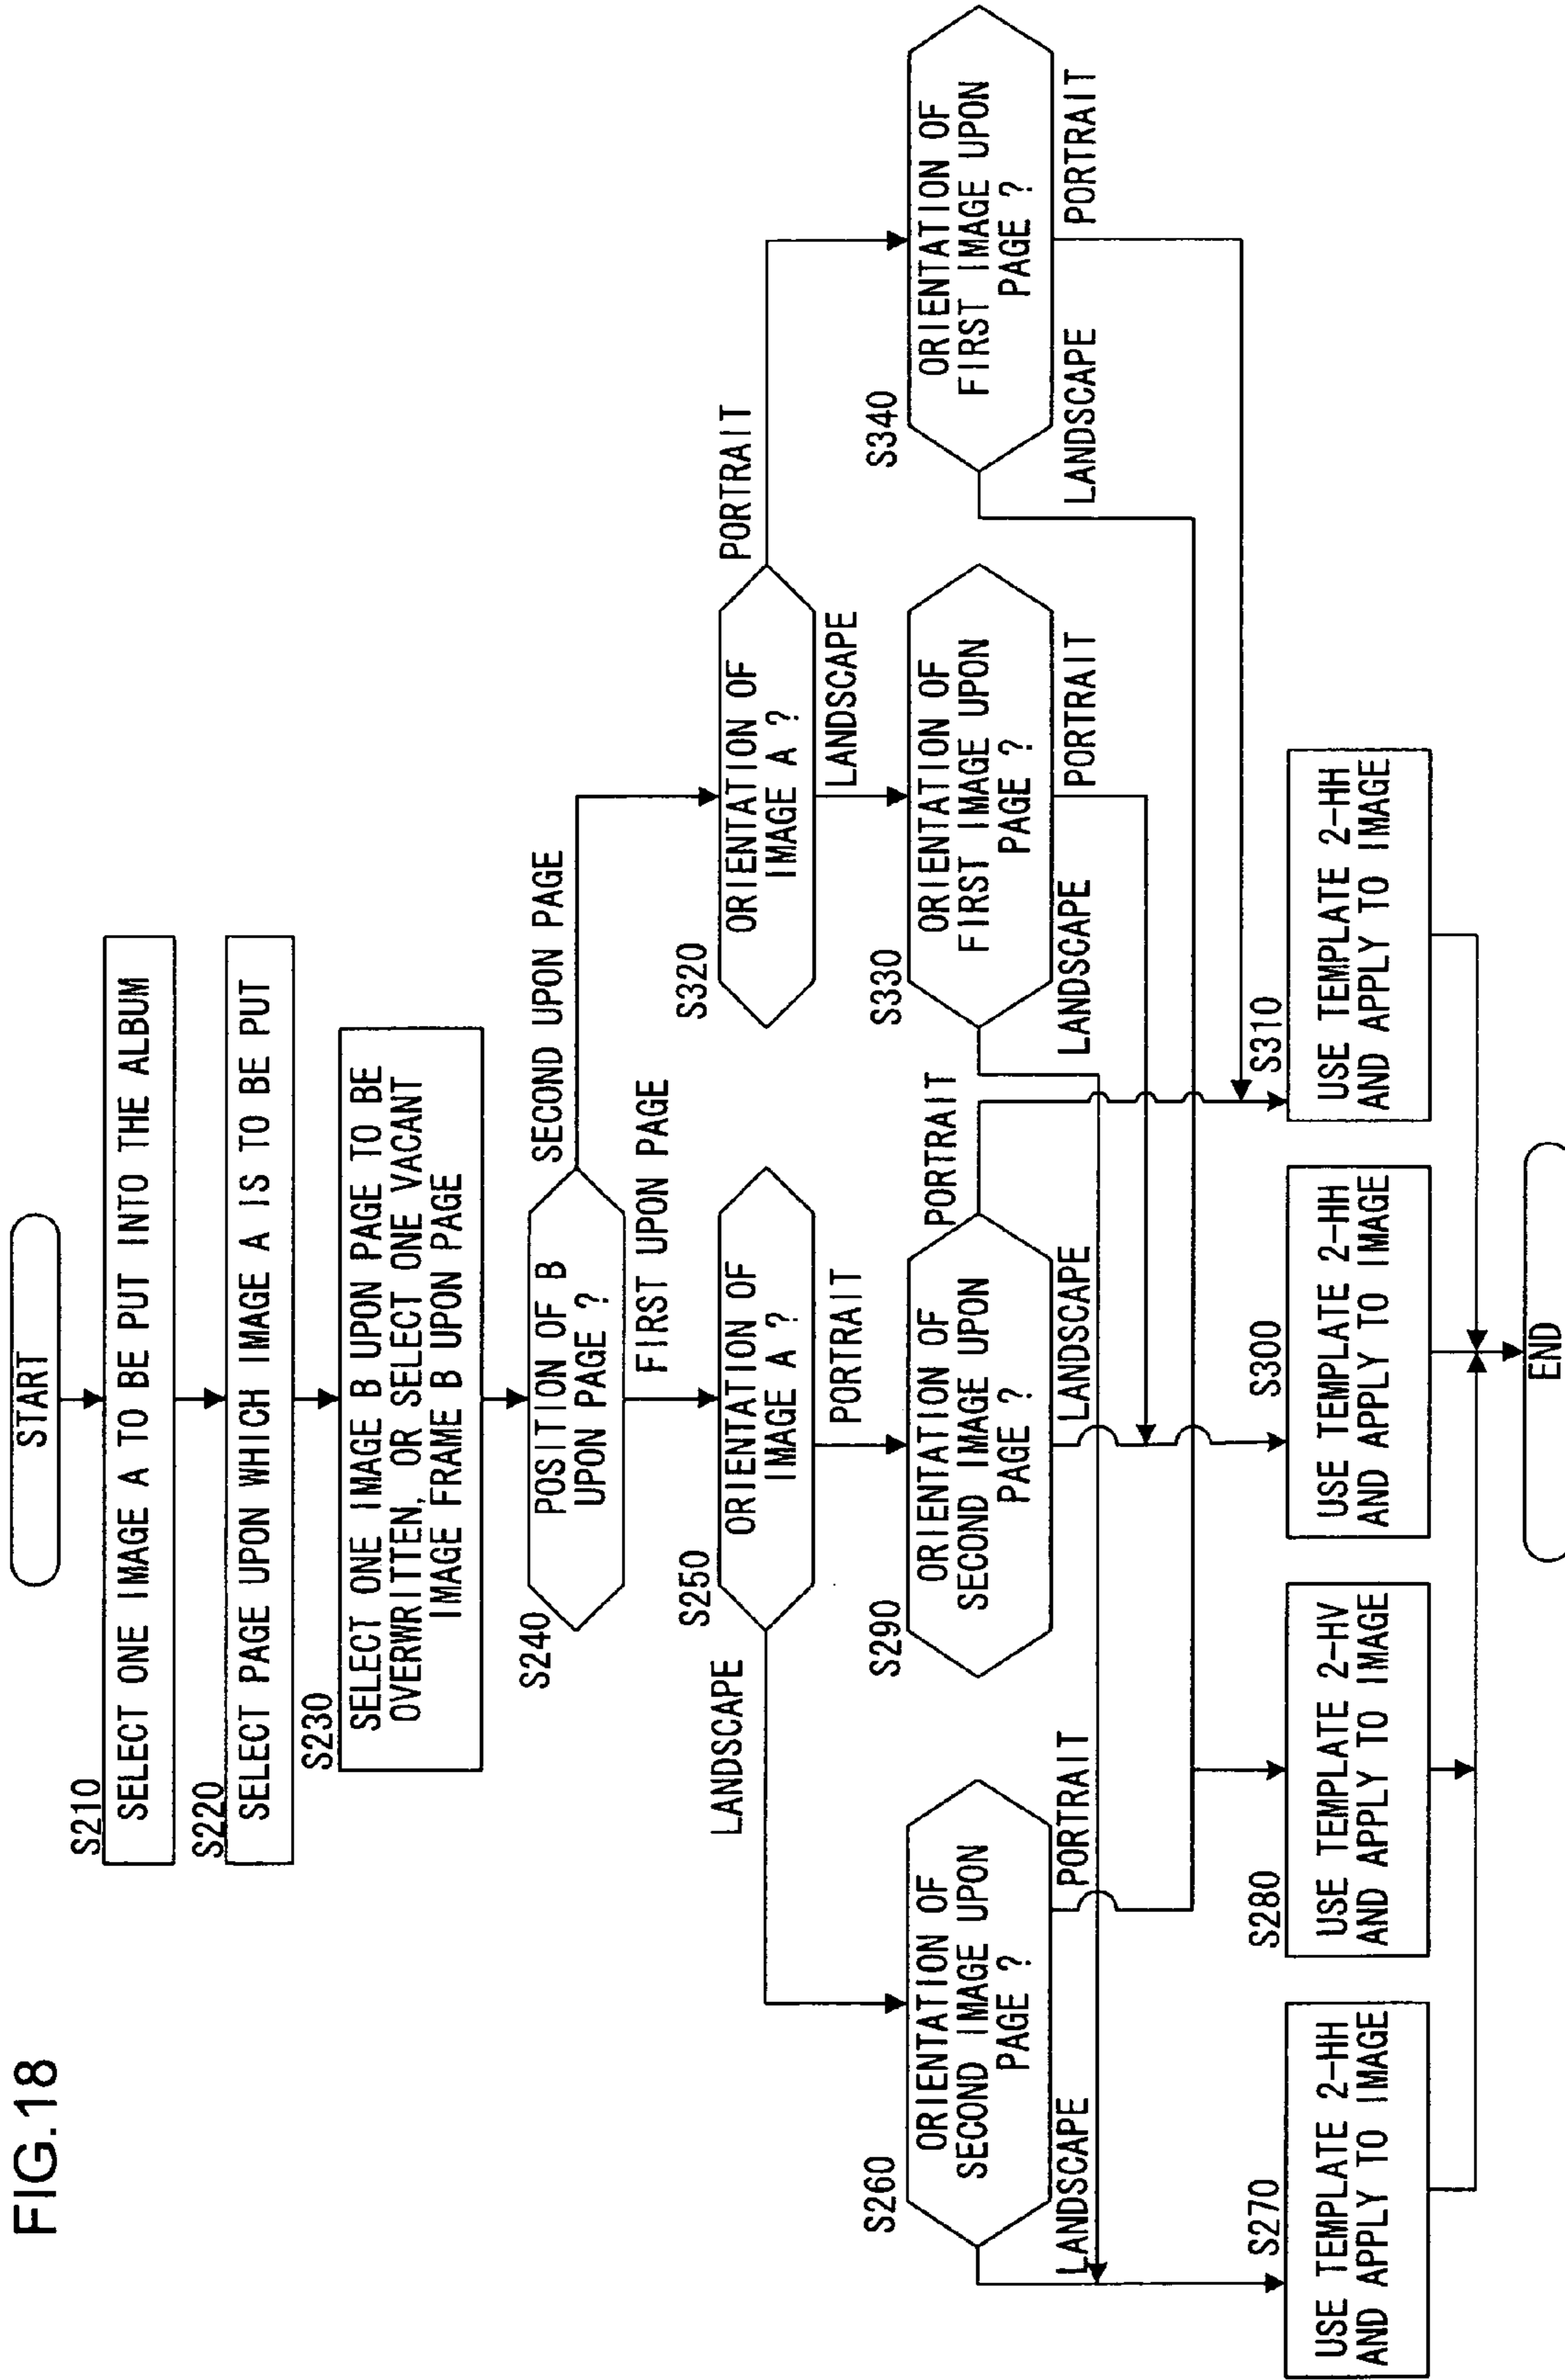 FIG.18
START
S210
SELECT ONE IMAGE A TO BE PUT INTO THE ALBUM
S220
SELECT PAGE UPON WHICH IMAGE A IS TO BE PUT
S230
SELECT ONE IMAGE B UPON PAGE TO BE
OVERWRITTEN, OR SELECT ONE VACANT
IMAGE FRAME B UPON PAGE
S240
POSITION OF B
UPON PAGE ?
SECOND UPON PAGE
FIRST UPON PAGE
S250
ORIENTATION OF
IMAGE A ?
LANDSCAPE
PORTRAIT
S320
ORIENTATION OF
IMAGE A ?
PORTRAIT
LANDSCAPE
S260
ORIENTATION OF
SECOND IMAGE UPON
PAGE ?
LANDSCAPE
PORTRAIT
S290
ORIENTATION OF
SECOND IMAGE UPON
PAGE ?
LANDSCAPE
PORTRAIT
S330
ORIENTATION OF
FIRST IMAGE UPON
PAGE ?
LANDSCAPE
PORTRAIT
S340
ORIENTATION OF
FIRST IMAGE UPON
PAGE ?
LANDSCAPE
PORTRAIT
S270
USE TEMPLATE 2-HH
AND APPLY TO IMAGE
S280
USE TEMPLATE 2-HV
AND APPLY TO IMAGE
S300
USE TEMPLATE 2-HH
AND APPLY TO IMAGE
S310
USE TEMPLATE 2-HH
AND APPLY TO IMAGE
END